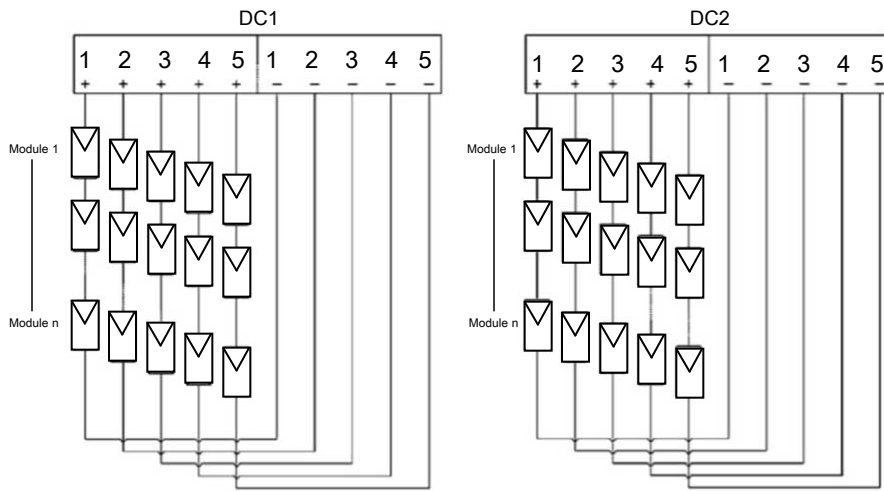 DC1
1 2 3 4 5 1 2 3 4 5
+ + + + + − − − − −
Module 1
Module n
DC2
1 2 3 4 5 1 2 3 4 5
+ + + + + − − − − −
Module 1
Module n